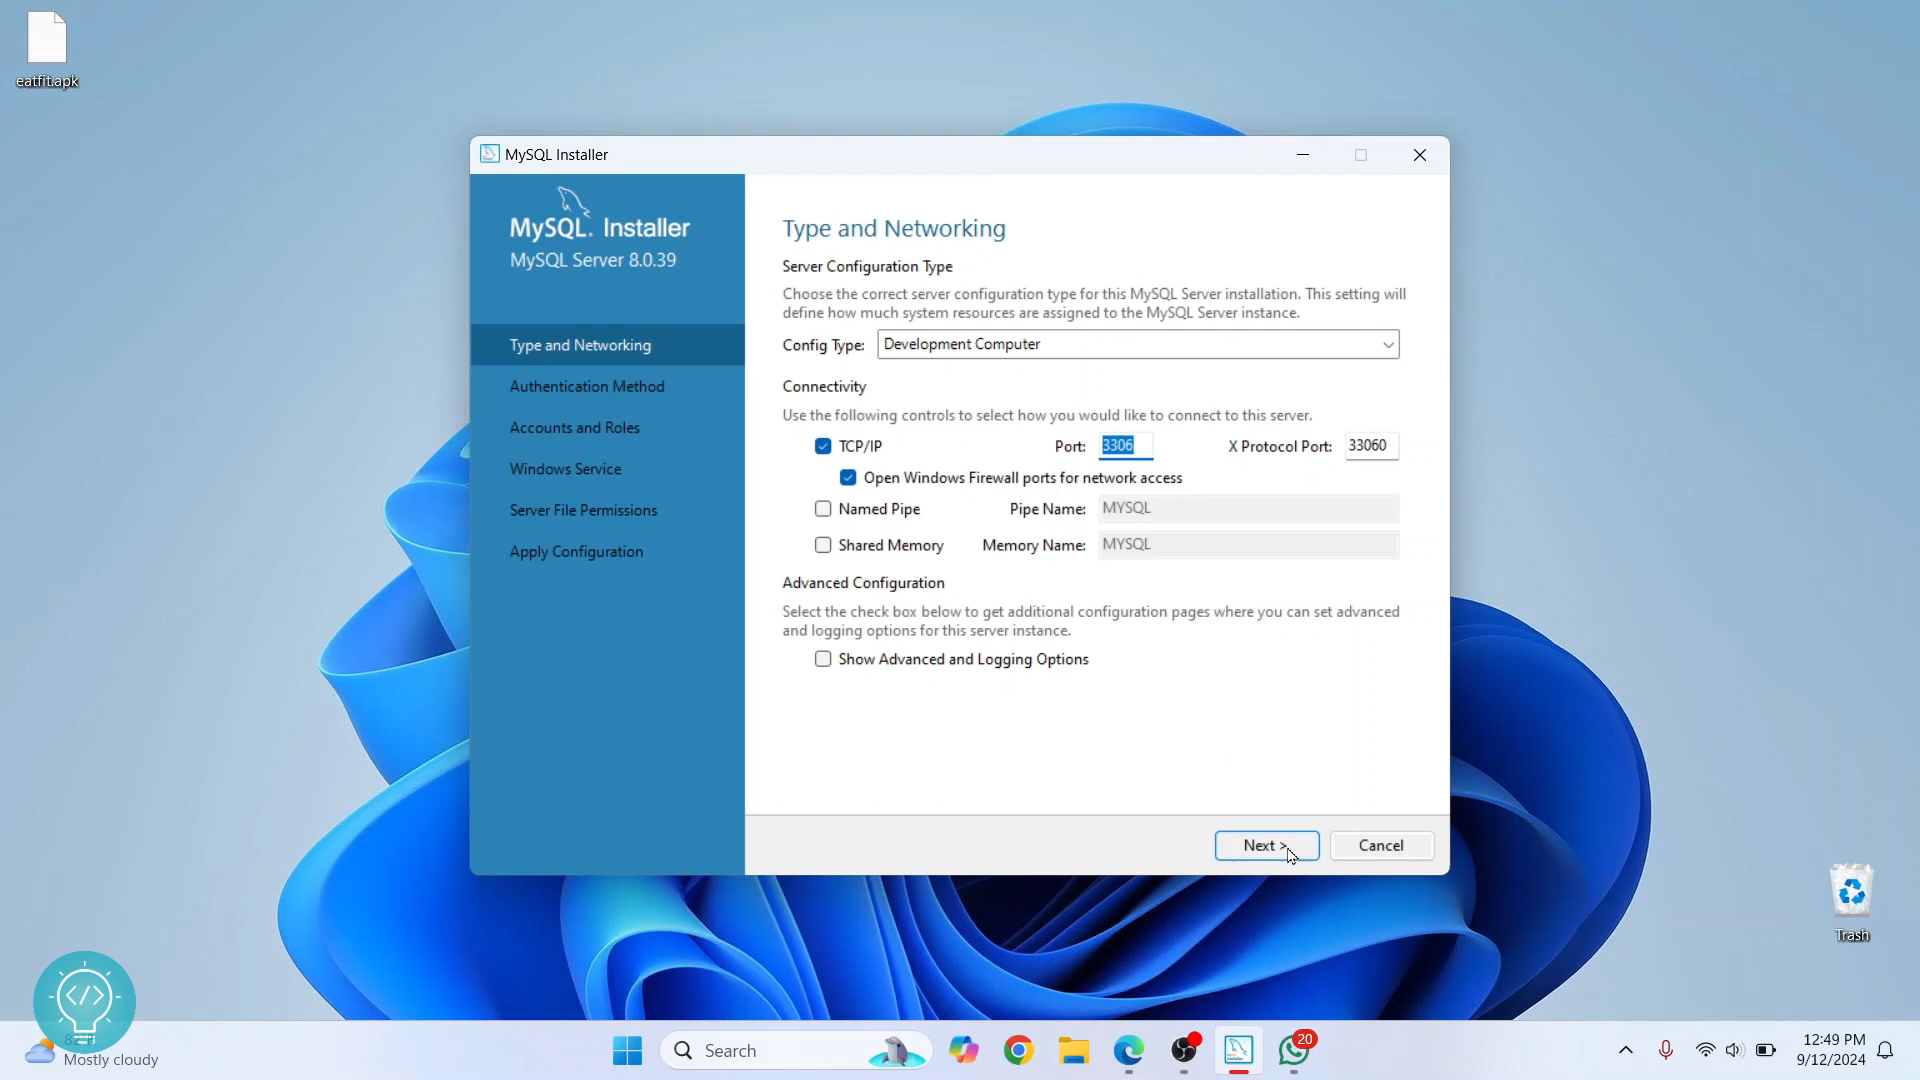 eatfit.apk
MySQL Installer
MySQL. Installer
MySQL Server 8.0.39
Type and Networking
Authentication Method
Accounts and Roles
Windows Service
Server File Permissions
Apply Configuration
Type and Networking
Server Configuration Type
Choose the correct server configuration type for this MySQL Server installation. This setting will
define how much system resources are assigned to the MySQL Server instance.
Config Type: Development Computer
Connectivity
Use the following controls to select how you would like to connect to this server.
TCP/IP Port: 3306 X Protocol Port: 33060
Open Windows Firewall ports for network access
Named Pipe Pipe Name: MYSQL
Shared Memory Memory Name: MYSQL
Advanced Configuration
Select the check box below to get additional configuration pages where you can set advanced
and logging options for this server instance.
Show Advanced and Logging Options
Next > Cancel
Trash
</>
Mostly cloudy
Search
20
12:49 PM
9/12/2024